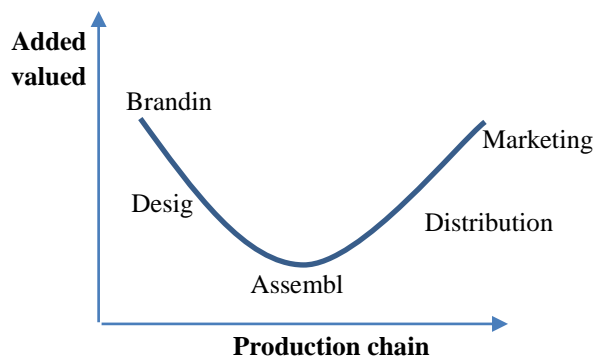 Added
valued
Brandin
Marketing
Desig
Distribution
Assembl
Production chain